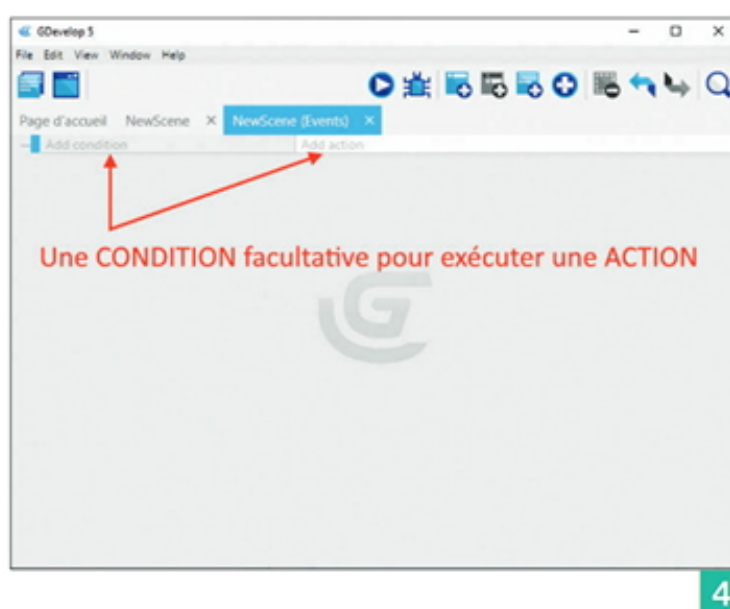 GDevelop 5
File Edit View Window Help
Page d'accueil NewScene × NewScene (Events) ×
Add condition Add action
Une CONDITION facultative pour exécuter une ACTION
4